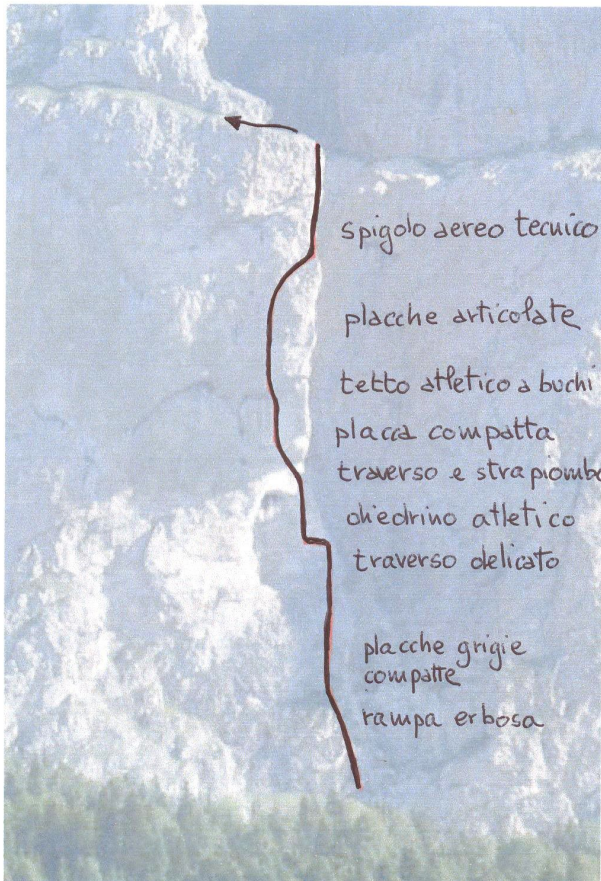 spigolo aereo tecnico
placche articolate
tetto atletico a buchi
placca compatta
traverso e strapiombo
diedrino atletico
traverso delicato
placche grigie
compatte
rampa erbosa